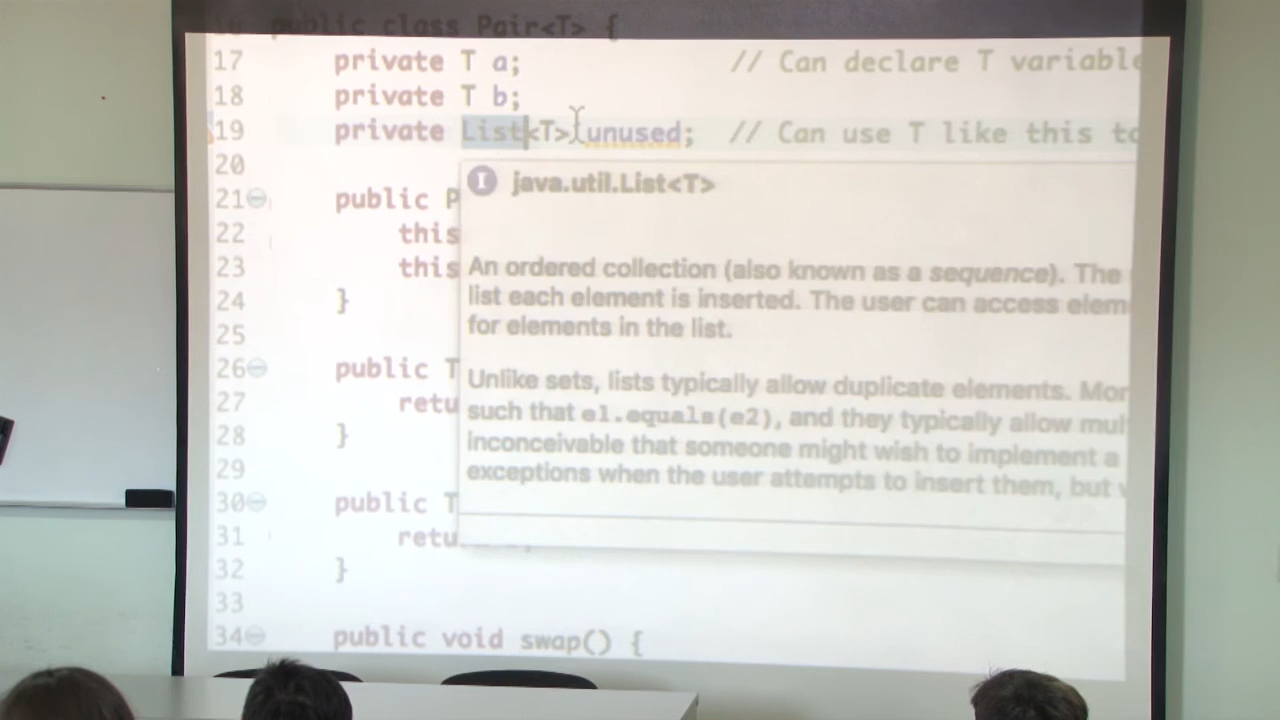 16 public class Pair<T> {
17 private T a; // Can declare T variable
18 private T b;
19 private List<T> unused; // Can use T like this to
20
21 public P
22 this
23 this
24 }
25
26 public T
27 retu
28 }
29
30 public T
31 retu
32 }
33
34 public void swap() {
I java.util.List<T>
An ordered collection (also known as a sequence). The
list each element is inserted. The user can access elem
for elements in the list.
Unlike sets, lists typically allow duplicate elements. Mor
such that e1.equals(e2), and they typically allow mul
inconceivable that someone might wish to implement a
exceptions when the user attempts to insert them, but